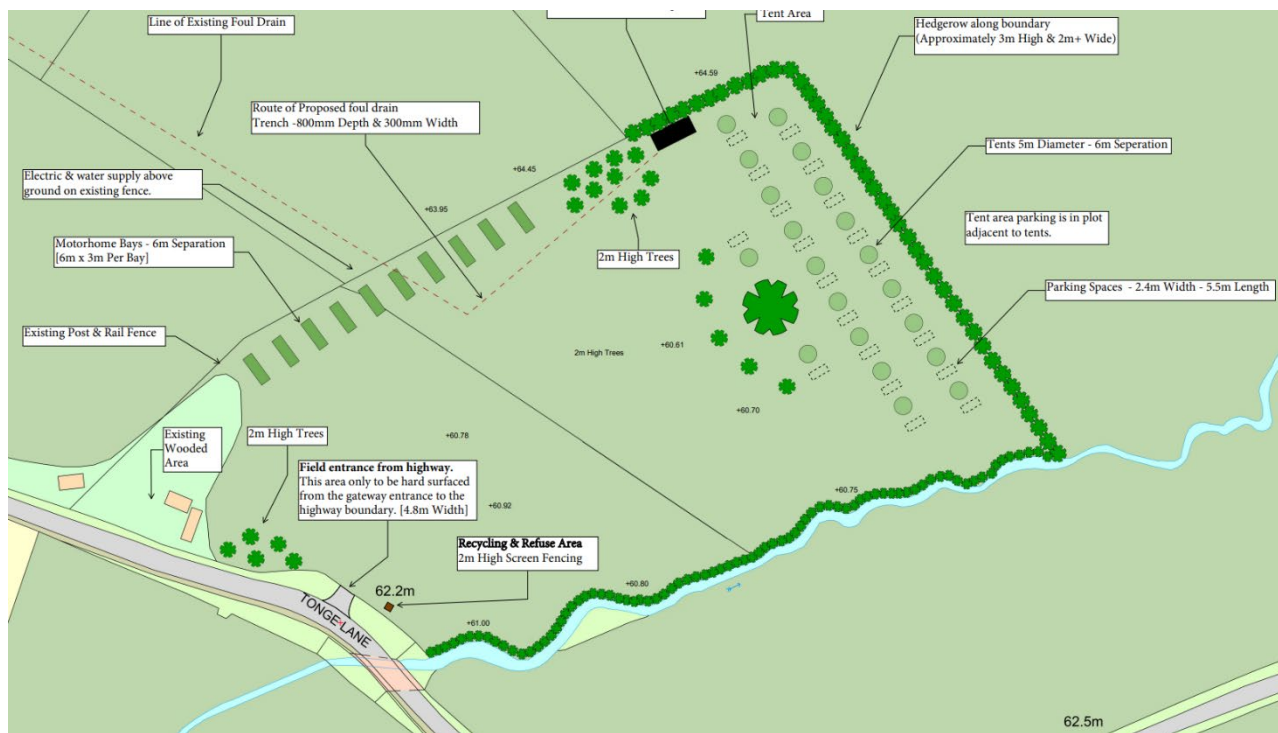 Line of Existing Foul Drain
Tent Area
Hedgerow along boundary
(Approximately 3m High & 2m+ Wide)
+64.59
Route of Proposed foul drain
Trench -800mm Depth & 300mm Width
Tents 5m Diameter - 6m Seperation
Electric & water supply above
ground on existing fence.
+64.45
+63.95
Tent area parking is in plot
adjacent to tents.
Motorhome Bays - 6m Separation
[6m x 3m Per Bay]
2m High Trees
Parking Spaces - 2.4m Width - 5.5m Length
Existing Post & Rail Fence
+60.61
2m High Trees
+60.70
Existing
Wooded
Area
2m High Trees
+60.78
Field entrance from highway.
This area only to be hard surfaced
from the gateway entrance to the
highway boundary. [4.8m Width]
+60.92
+60.75
Recycling & Refuse Area
2m High Screen Fencing
62.2m
TONGE LANE
+60.80
+61.00
62.5m